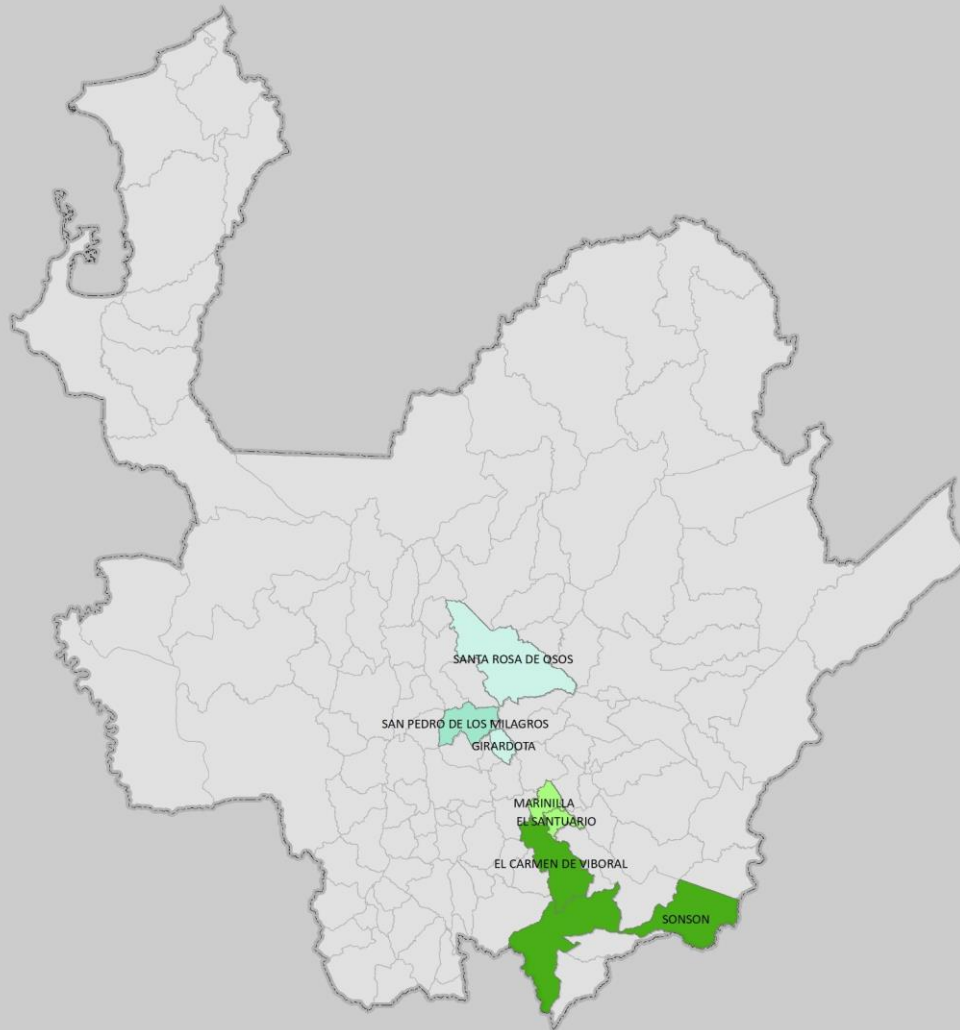 SANTA ROSA DE OSOS
SAN PEDRO DE LOS MILAGROS
GIRARDOTA
MARINILLA
EL SANTUARIO
EL CARMEN DE VIBORAL
SONSON